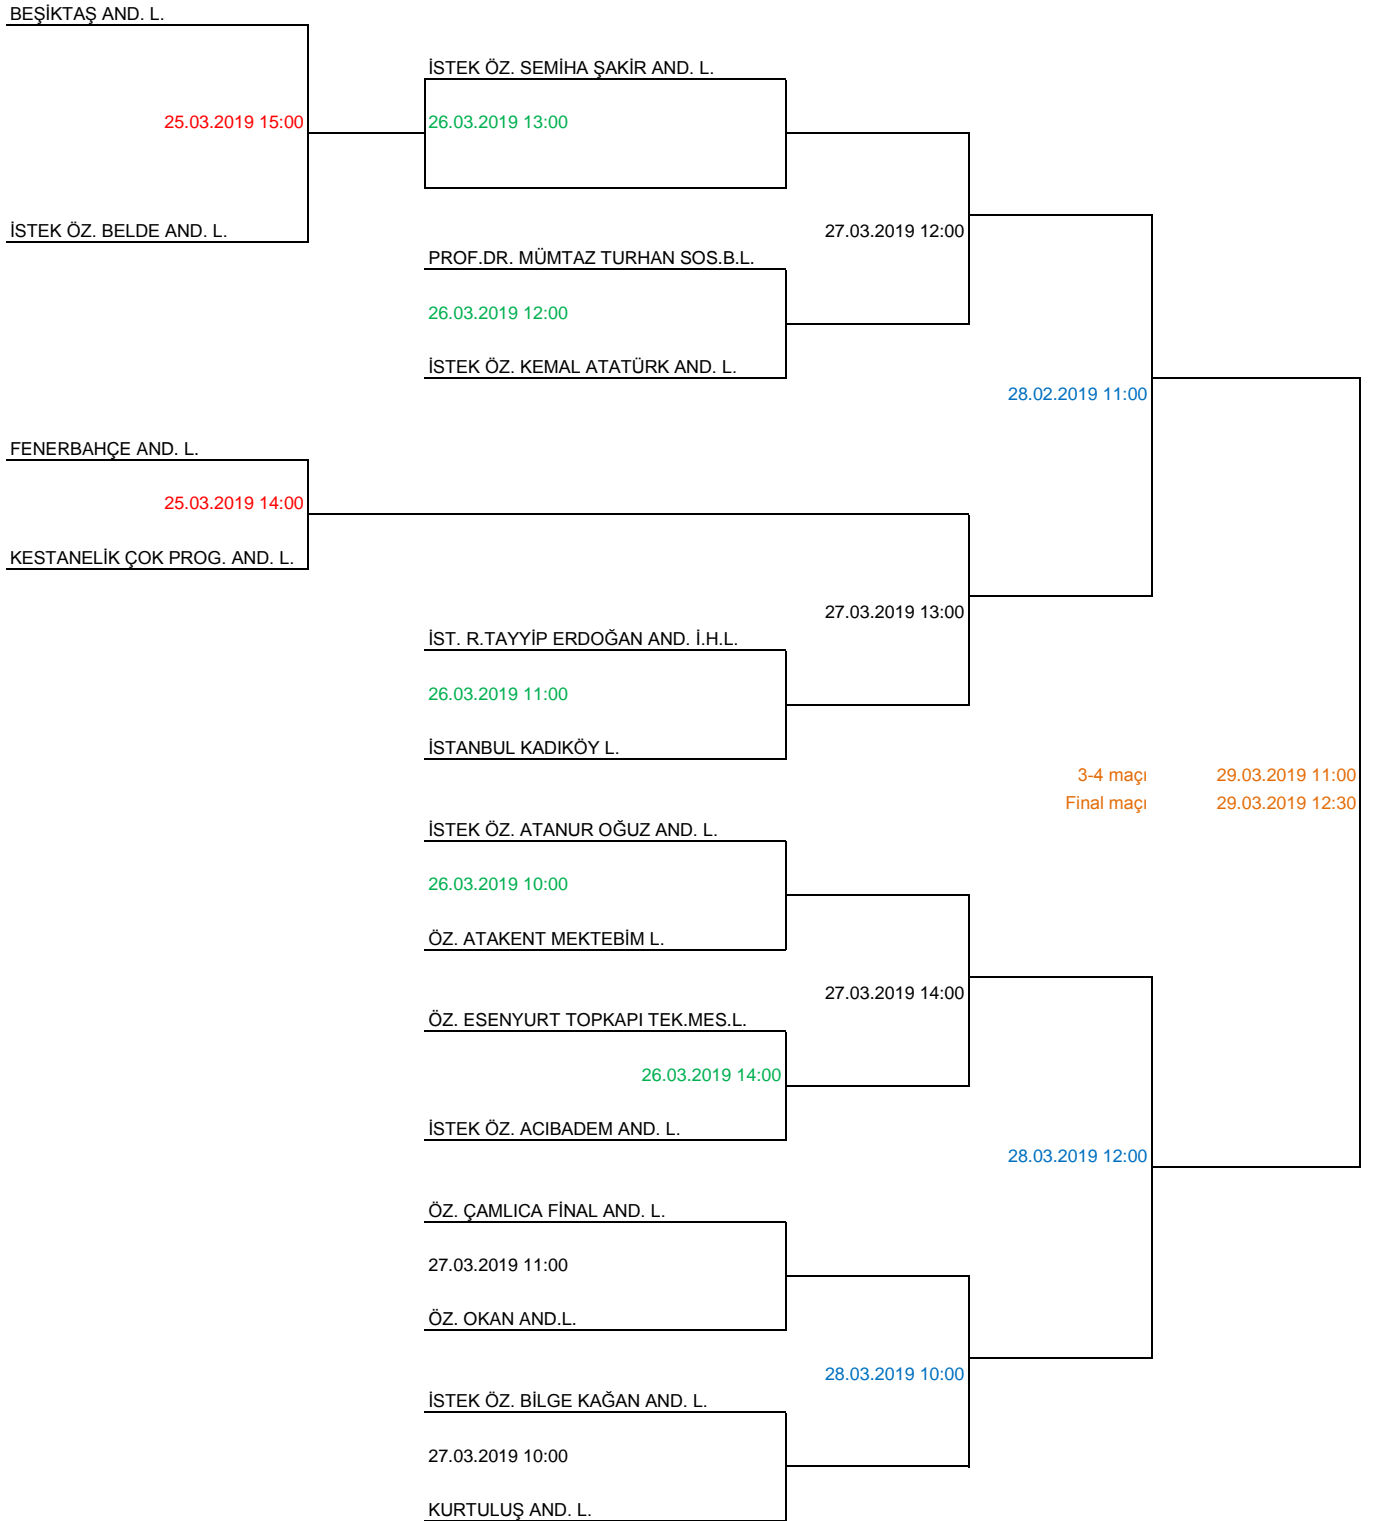 BEŞİKTAŞ AND. L.
İSTEK ÖZ. SEMİHA ŞAKİR AND. L.
25.03.2019 15:00
26.03.2019 13:00
İSTEK ÖZ. BELDE AND. L.
27.03.2019 12:00
PROF.DR. MÜMTAZ TURHAN SOS.B.L.
26.03.2019 12:00
İSTEK ÖZ. KEMAL ATATÜRK AND. L.
28.02.2019 11:00
FENERBAHÇE AND. L.
25.03.2019 14:00
KESTANELİK ÇOK PROG. AND. L.
27.03.2019 13:00
İST. R.TAYYİP ERDOĞAN AND. İ.H.L.
26.03.2019 11:00
İSTANBUL KADIKÖY L.
3-4 maçı 29.03.2019 11:00
Final maçı 29.03.2019 12:30
İSTEK ÖZ. ATANUR OĞUZ AND. L.
26.03.2019 10:00
ÖZ. ATAKENT MEKTEBİM L.
27.03.2019 14:00
ÖZ. ESENYURT TOPKAPI TEK.MES.L.
26.03.2019 14:00
İSTEK ÖZ. ACIBADEM AND. L.
28.03.2019 12:00
ÖZ. ÇAMLICA FİNAL AND. L.
27.03.2019 11:00
ÖZ. OKAN AND.L.
28.03.2019 10:00
İSTEK ÖZ. BİLGE KAĞAN AND. L.
27.03.2019 10:00
KURTULUŞ AND. L.